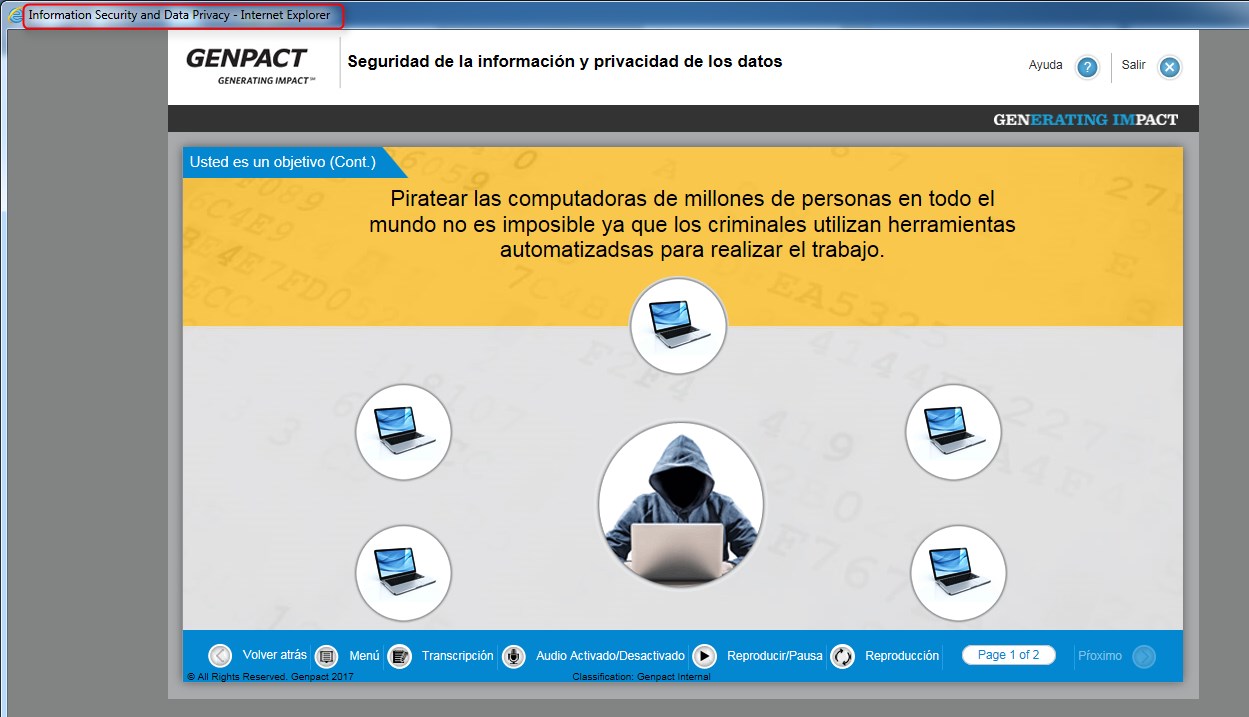 Information Security and Data Privacy - Internet Explorer
GENPACT
GENERATING IMPACT℠
Seguridad de la información y privacidad de los datos
Ayuda
?
Salir
GENERATING IMPACT
Usted es un objetivo (Cont.)
Piratear las computadoras de millones de personas en todo el
mundo no es imposible ya que los criminales utilizan herramientas
automatizadsas para realizar el trabajo.
Volver atrás
Menú
Transcripción
Audio Activado/Desactivado
Reproducir/Pausa
Reproducción
Page 1 of 2
Próximo
© All Rights Reserved. Genpact 2017
Classification: Genpact Internal